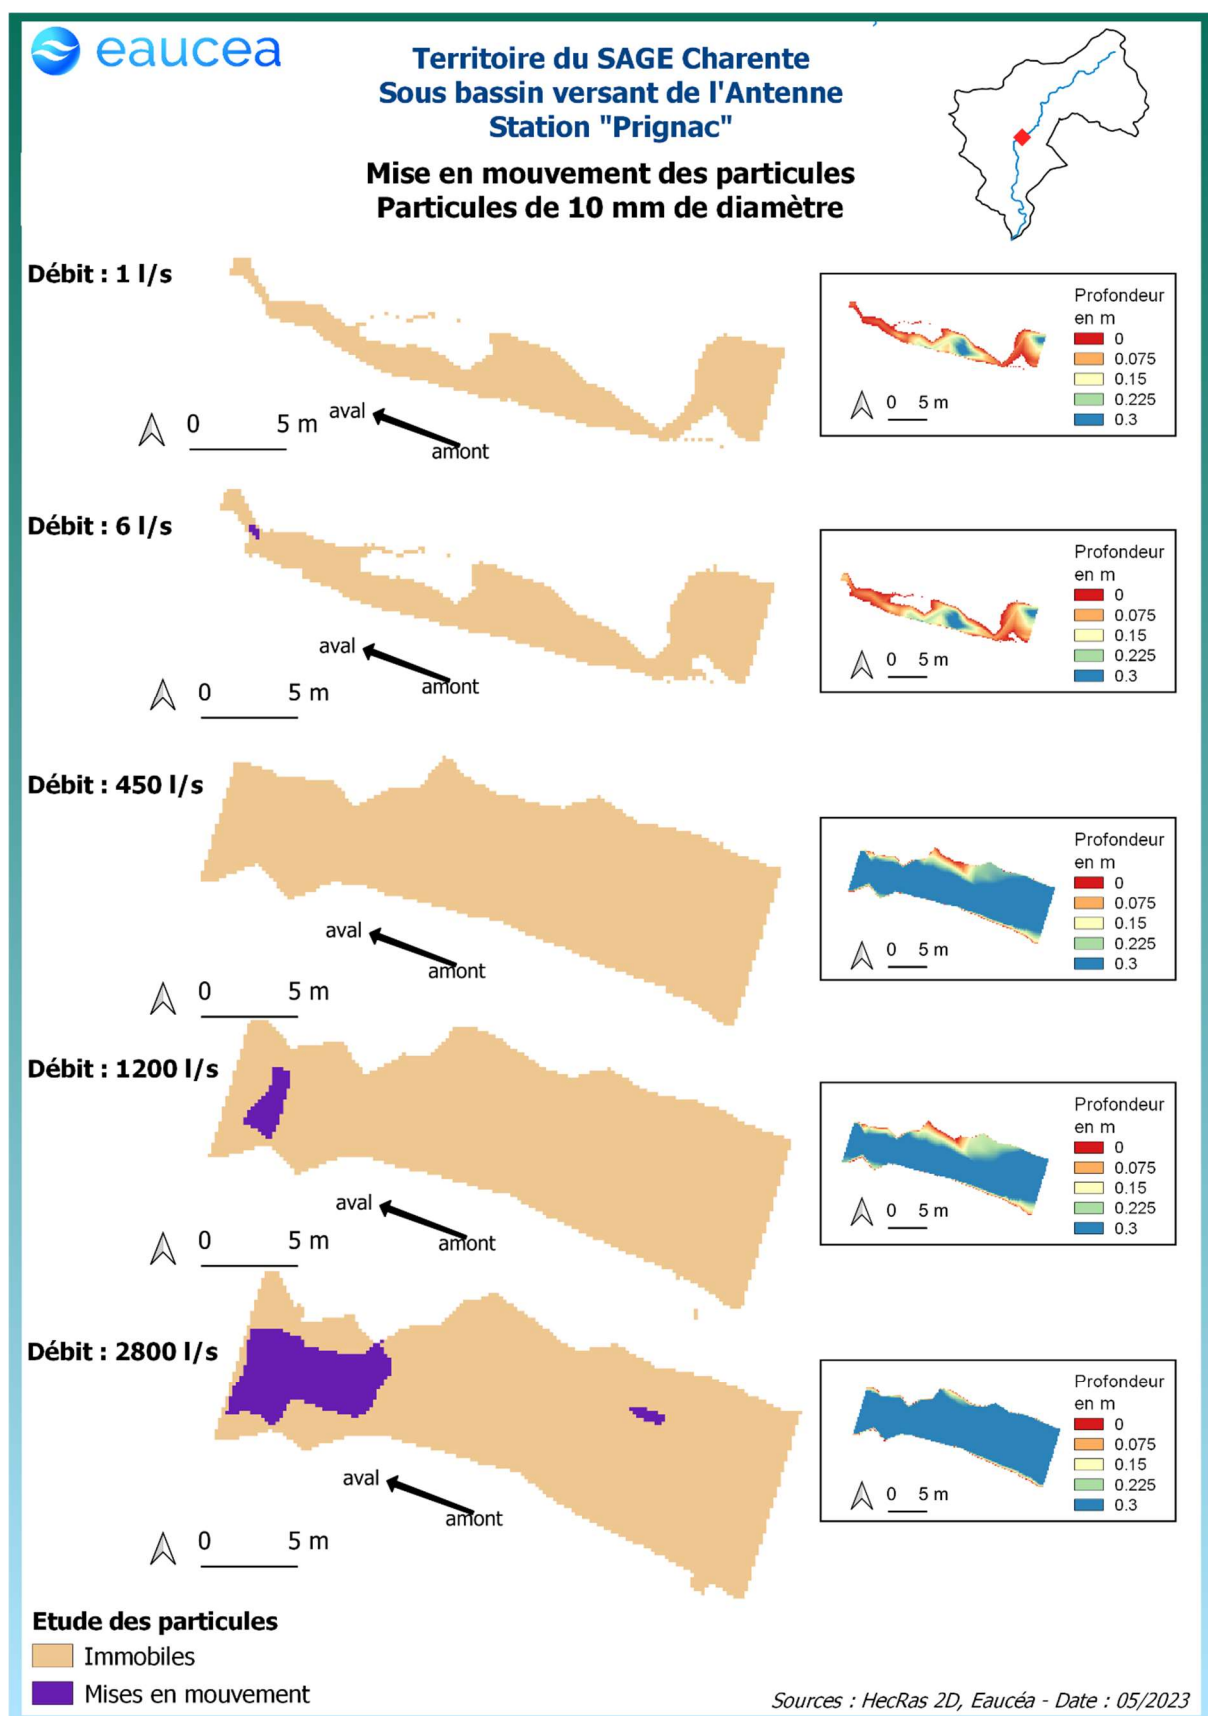 eaucea
Territoire du SAGE Charente
Sous bassin versant de l'Antenne
Station "Prignac"
Mise en mouvement des particules
Particules de 10 mm de diamètre
Débit : 1 l/s
0 5 m
aval
amont
Profondeur
en m
0
0.075
0.15
0.225
0.3
0 5 m
Débit : 6 l/s
aval
amont
0 5 m
Profondeur
en m
0
0.075
0.15
0.225
0.3
0 5 m
Débit : 450 l/s
aval
amont
0 5 m
Profondeur
en m
0
0.075
0.15
0.225
0.3
0 5 m
Débit : 1200 l/s
aval
amont
0 5 m
Profondeur
en m
0
0.075
0.15
0.225
0.3
0 5 m
Débit : 2800 l/s
aval
amont
0 5 m
Profondeur
en m
0
0.075
0.15
0.225
0.3
0 5 m
Etude des particules
Immobiles
Mises en mouvement
Sources : HecRas 2D, Eaucéa - Date : 05/2023